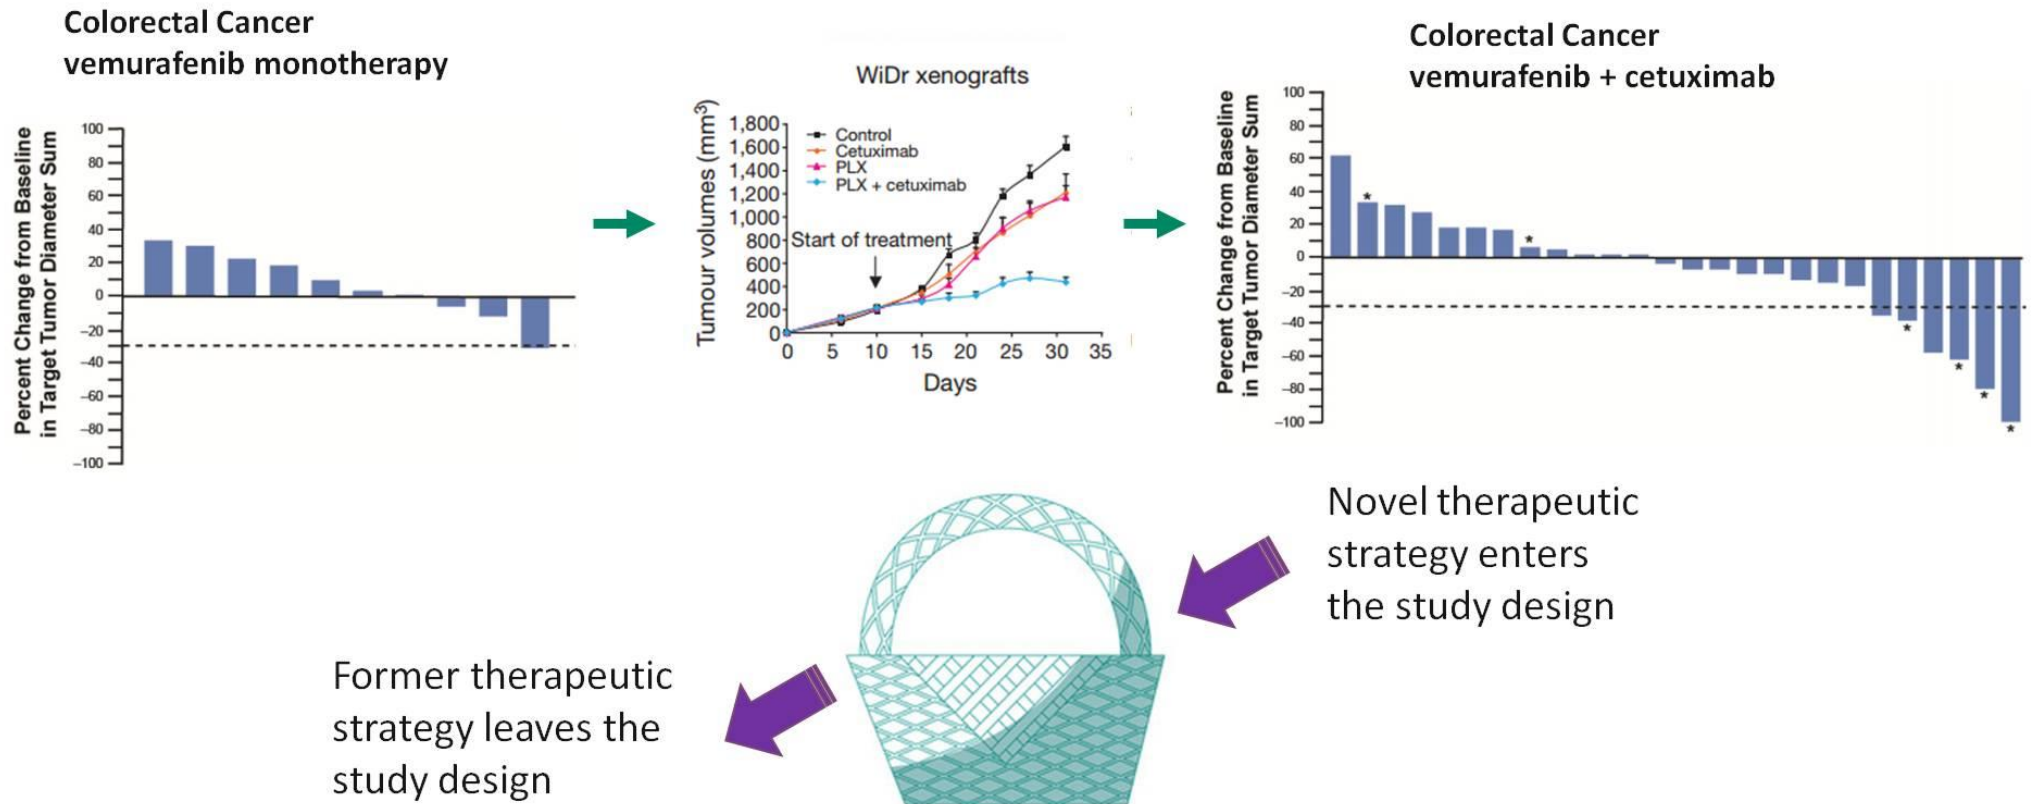 Colorectal Cancer
vemurafenib monotherapy
Percent Change from Baseline
in Target Tumor Diameter Sum
100
80
60
40
20
0
−20
−40
−60
−80
−100
WiDr xenografts
Tumour volumes (mm³)
1,800
1,600
1,400
1,200
1,000
800
600
400
200
0
Control
Cetuximab
PLX
PLX + cetuximab
Start of treatment
0 5 10 15 20 25 30 35
Days
Colorectal Cancer
vemurafenib + cetuximab
Percent Change from Baseline
in Target Tumor Diameter Sum
100
80
60
40
20
0
−20
−40
−60
−80
−100
*
*
*
*
*
*
Novel therapeutic
strategy enters
the study design
Former therapeutic
strategy leaves the
study design